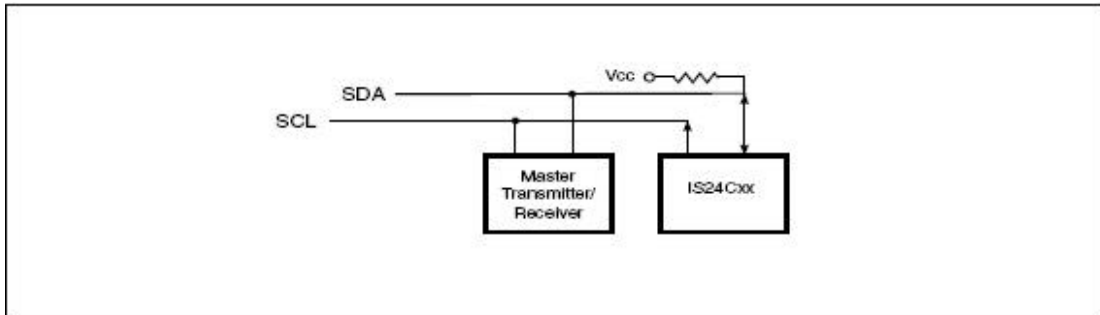 Vcc
SDA
SCL
Master
Transmitter/
Receiver
IS24Cxx